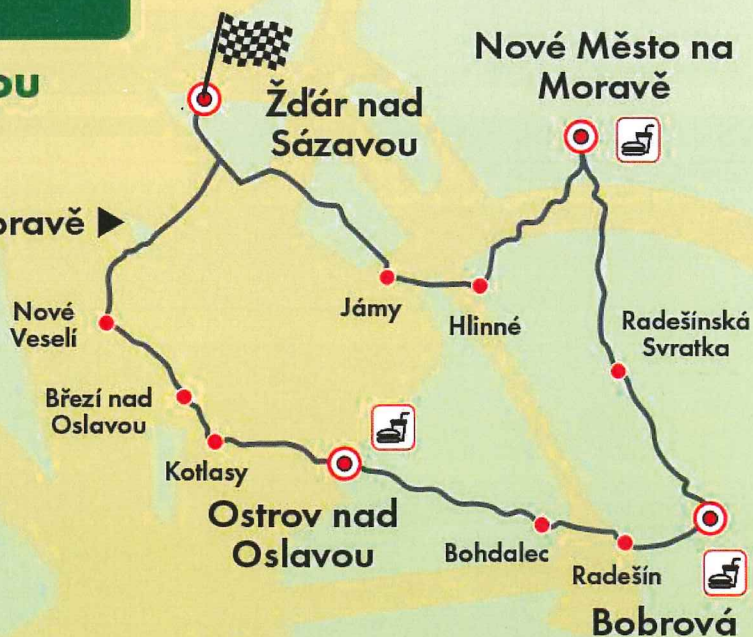 ou
Žďár nad
Sázavou
Nové Město na
Moravě
oravě ▶
Jámy
Hlinné
Nové
Veselí
Radešínská
Svratka
Březí nad
Oslavou
Kotlasy
Ostrov nad
Oslavou
Bohdalec
Radešín
Bobrová